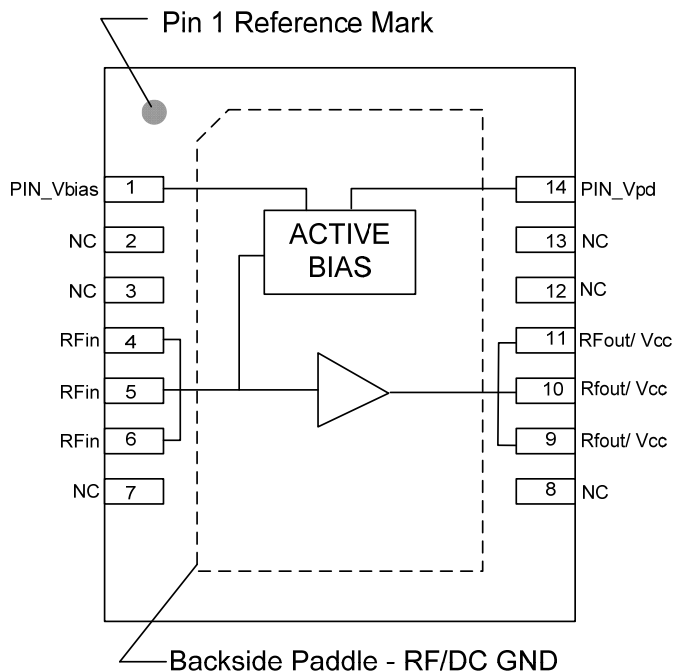 Pin 1 Reference Mark
PIN_Vbias 1
14 PIN_Vpd
ACTIVE
BIAS
NC 2
13 NC
NC 3
12 NC
RFin 4
11 RFout/ Vcc
RFin 5
10 Rfout/ Vcc
RFin 6
9 Rfout/ Vcc
NC 7
8 NC
Backside Paddle - RF/DC GND